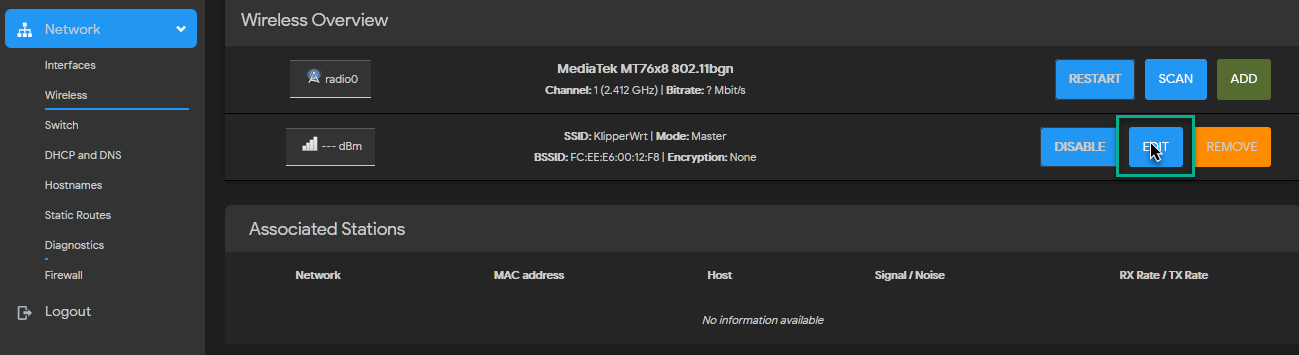 Network
Interfaces
Wireless
Switch
DHCP and DNS
Hostnames
Static Routes
Diagnostics
Firewall
Logout
Wireless Overview
radio0
MediaTek MT76x8 802.11bgn
Channel: 1 (2.412 GHz) | Bitrate: ? Mbit/s
RESTART SCAN ADD
--- dBm
SSID: KlipperWrt | Mode: Master
BSSID: FC:EE:E6:00:12:F8 | Encryption: None
DISABLE EDIT REMOVE
Associated Stations
Network MAC address Host Signal / Noise RX Rate / TX Rate
No information available